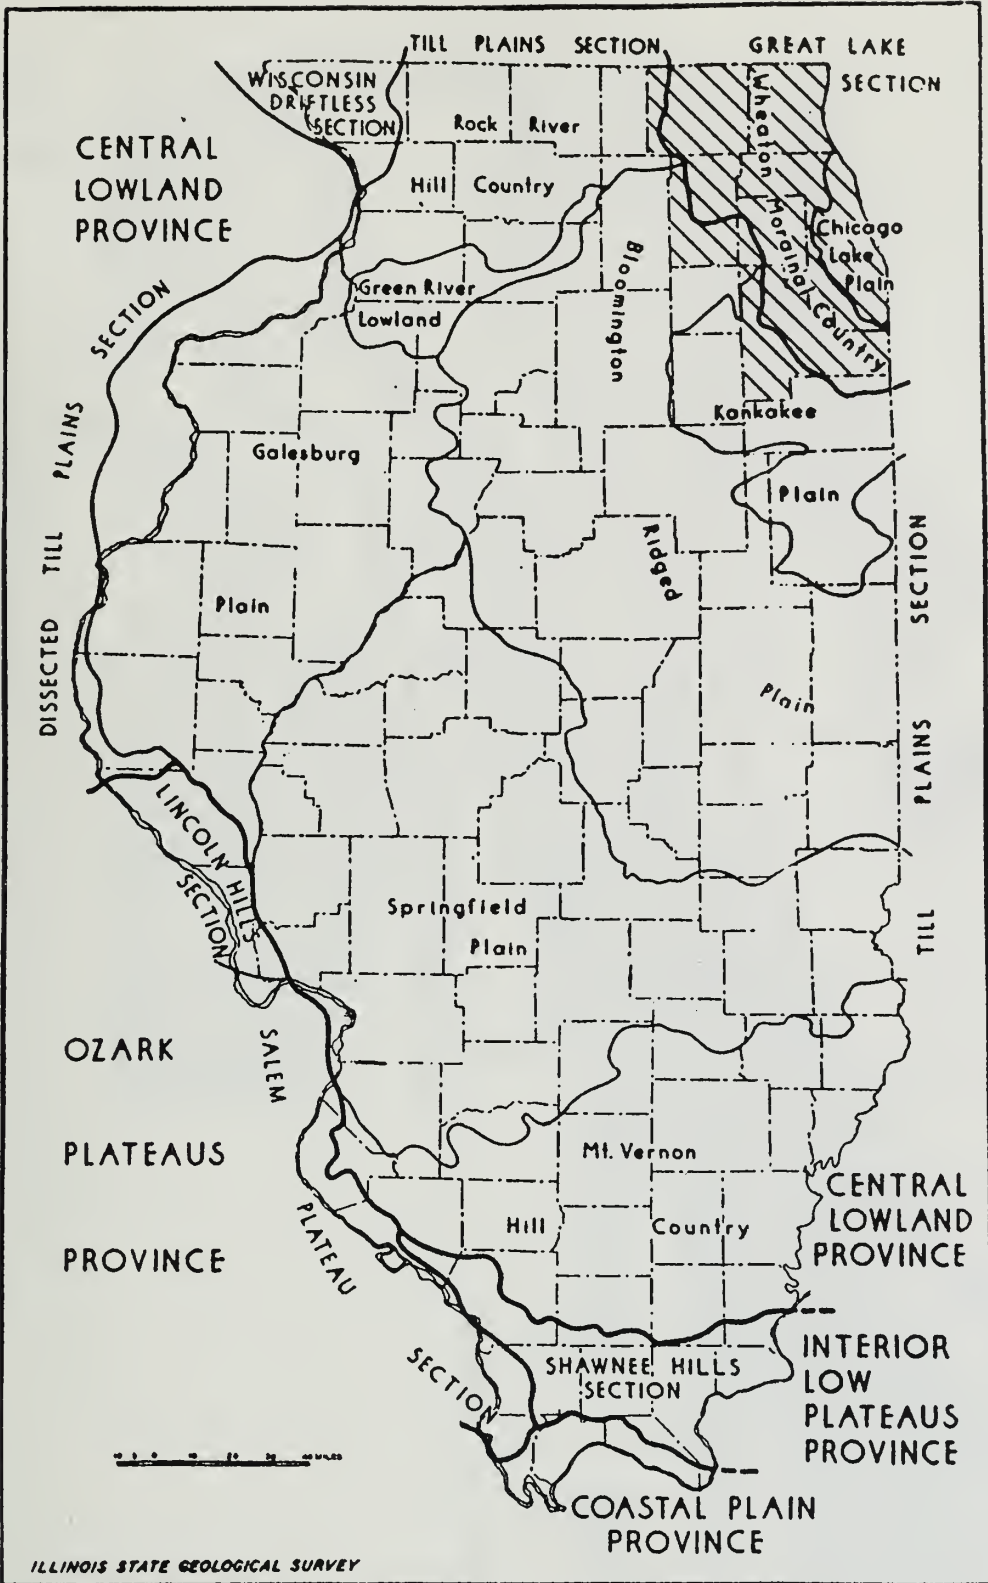 TILL PLAINS SECTION
GREAT LAKE
SECTION
WISCONSIN
DRIFTLESS
SECTION
CENTRAL
LOWLAND
PROVINCE
Rock River
Hill Country
Wheaton
Morainal Country
Chicago
Lake
Plain
Green River
Lowland
Bloomington
Ridged
Plain
Kankakee
Plain
Galesburg
Plain
DISSECTED TILL PLAINS SECTION
TILL PLAINS SECTION
LINCOLN HILLS
SECTION
Springfield
Plain
OZARK
PLATEAUS
PROVINCE
SALEM
PLATEAU
SECTION
Mt. Vernon
Hill Country
CENTRAL
LOWLAND
PROVINCE
SHAWNEE HILLS
SECTION
INTERIOR
LOW
PLATEAUS
PROVINCE
COASTAL PLAIN
PROVINCE
MILES
ILLINOIS STATE GEOLOGICAL SURVEY